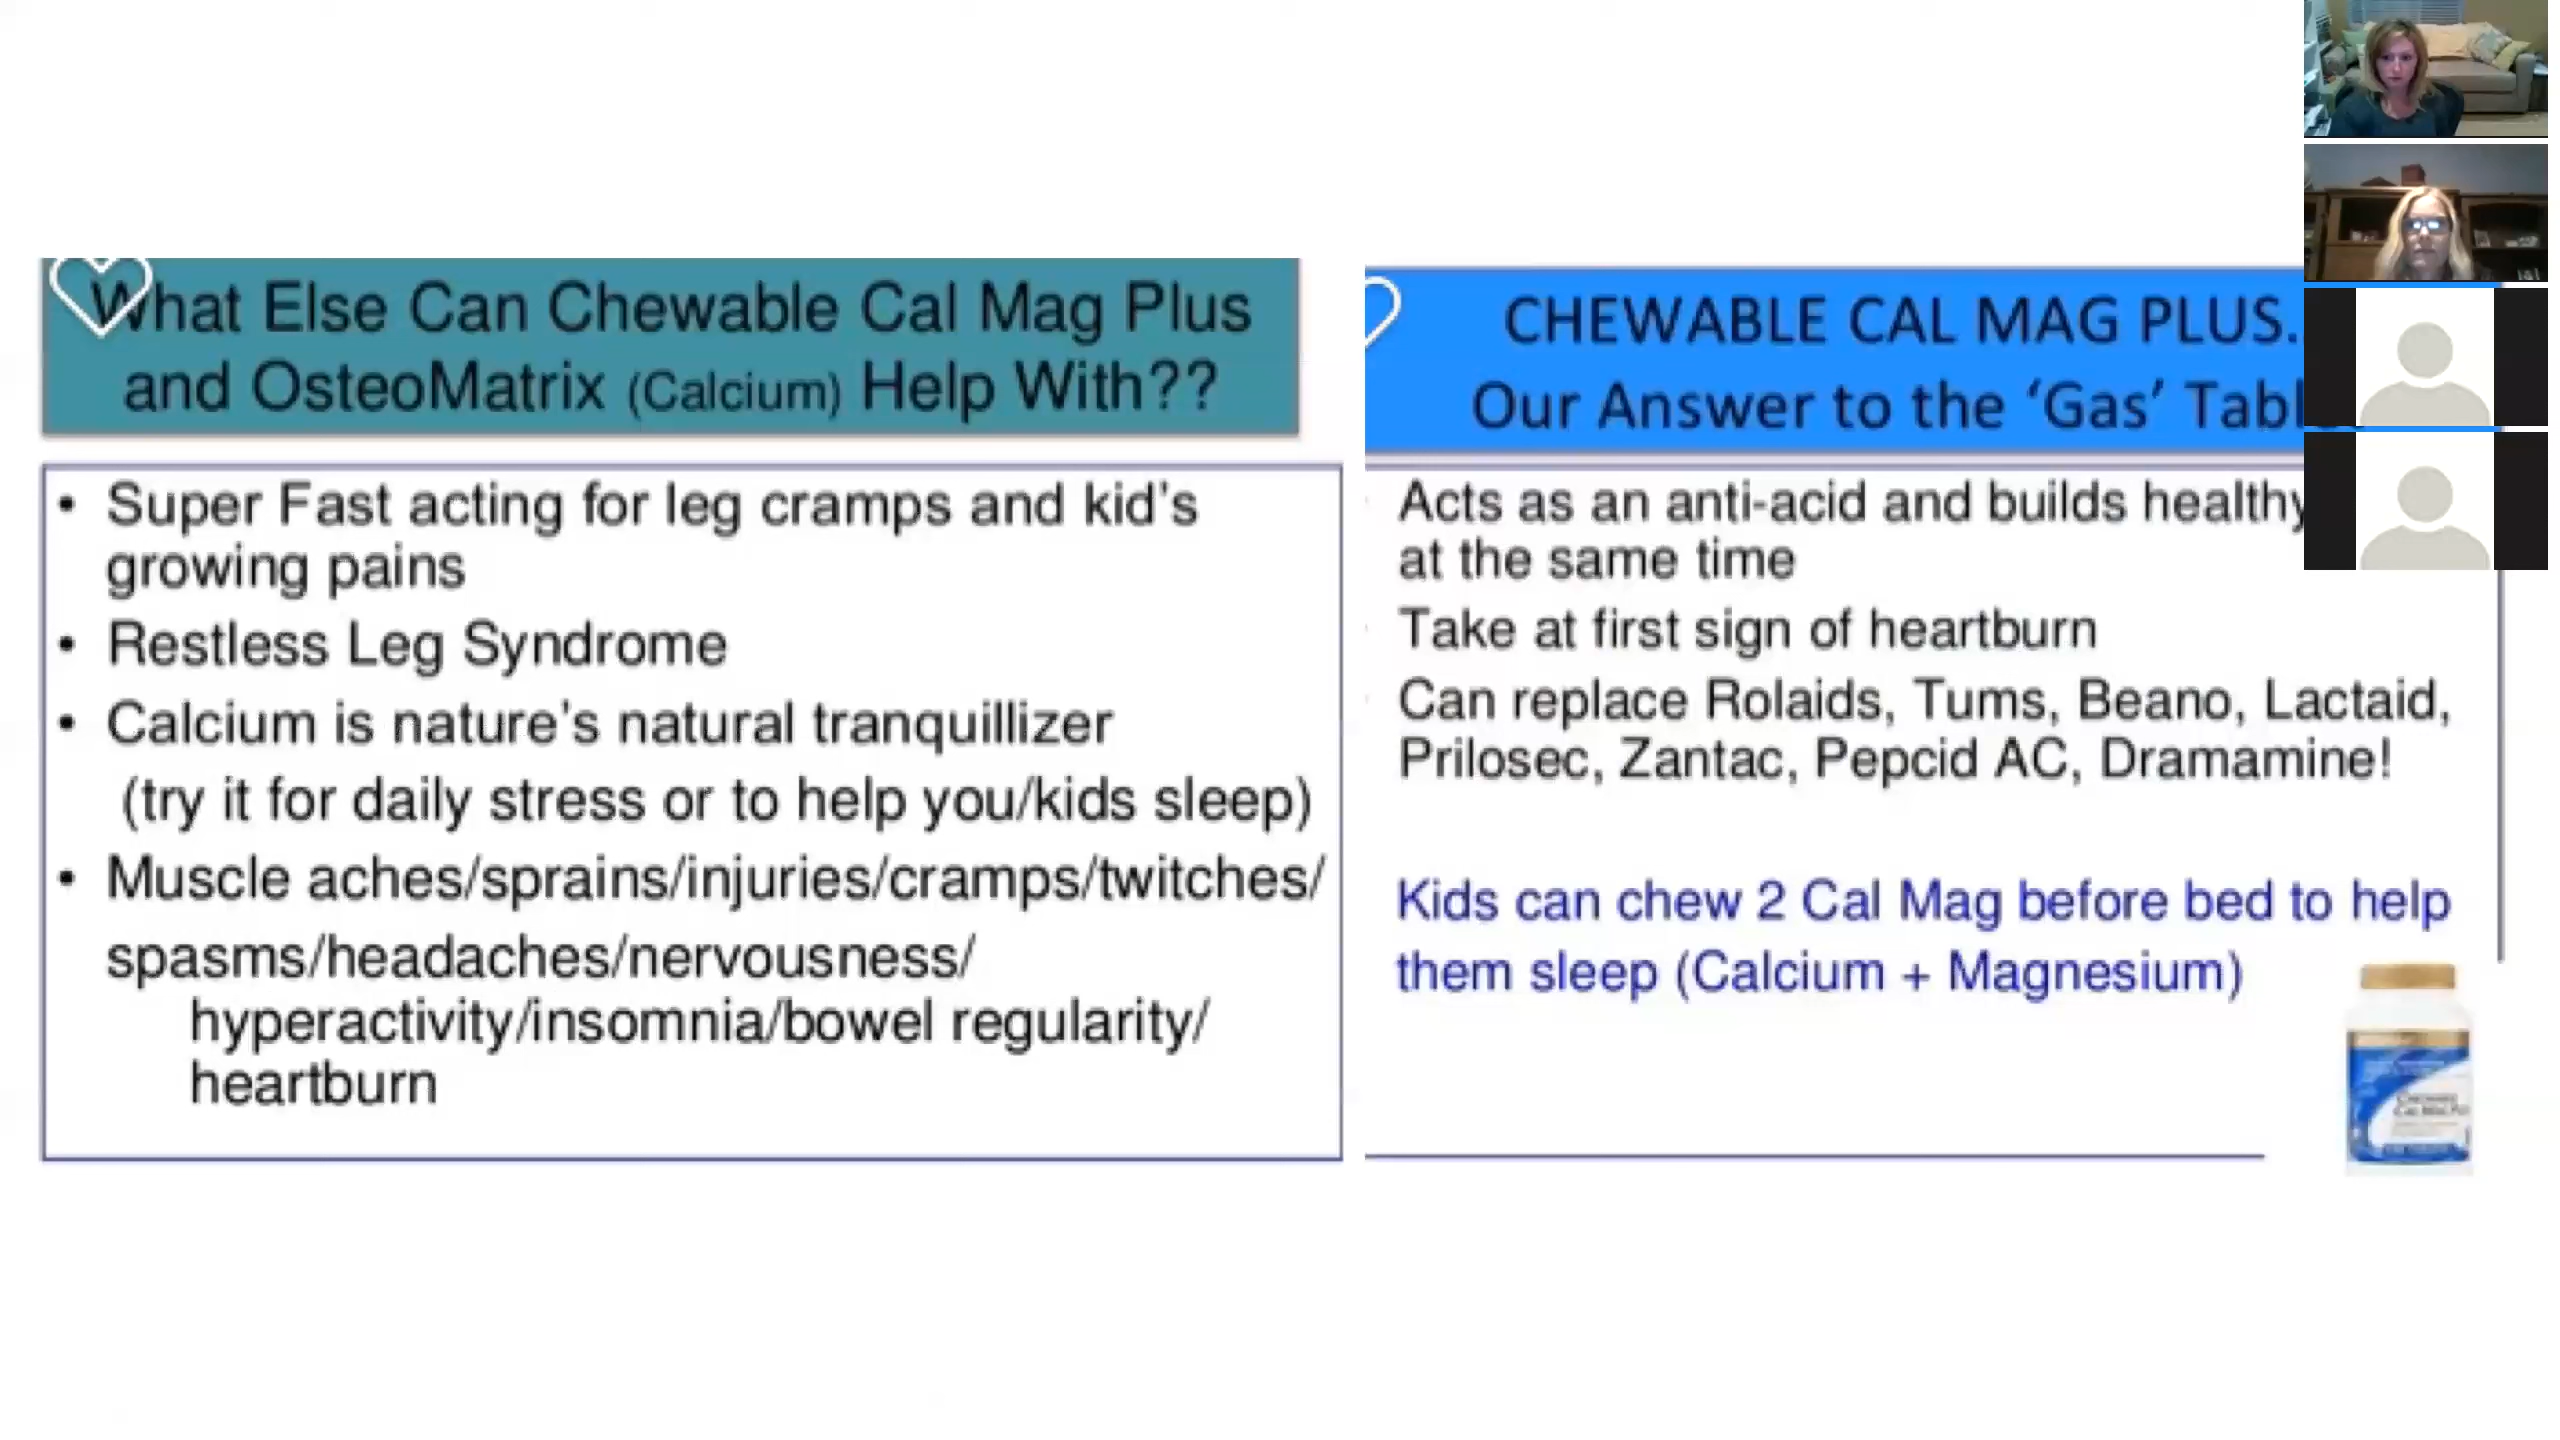 What Else Can Chewable Cal Mag Plus
and OsteoMatrix (Calcium) Help With??
• Super Fast acting for leg cramps and kid's
growing pains
• Restless Leg Syndrome
• Calcium is nature's natural tranquillizer
(try it for daily stress or to help you/kids sleep)
• Muscle aches/sprains/injuries/cramps/twitches/
spasms/headaches/nervousness/
hyperactivity/insomnia/bowel regularity/
heartburn
CHEWABLE CAL MAG PLUS.
Our Answer to the 'Gas' Tabl
Acts as an anti-acid and builds healthy
at the same time
Take at first sign of heartburn
Can replace Rolaids, Tums, Beano, Lactaid,
Prilosec, Zantac, Pepcid AC, Dramamine!
Kids can chew 2 Cal Mag before bed to help
them sleep (Calcium + Magnesium)